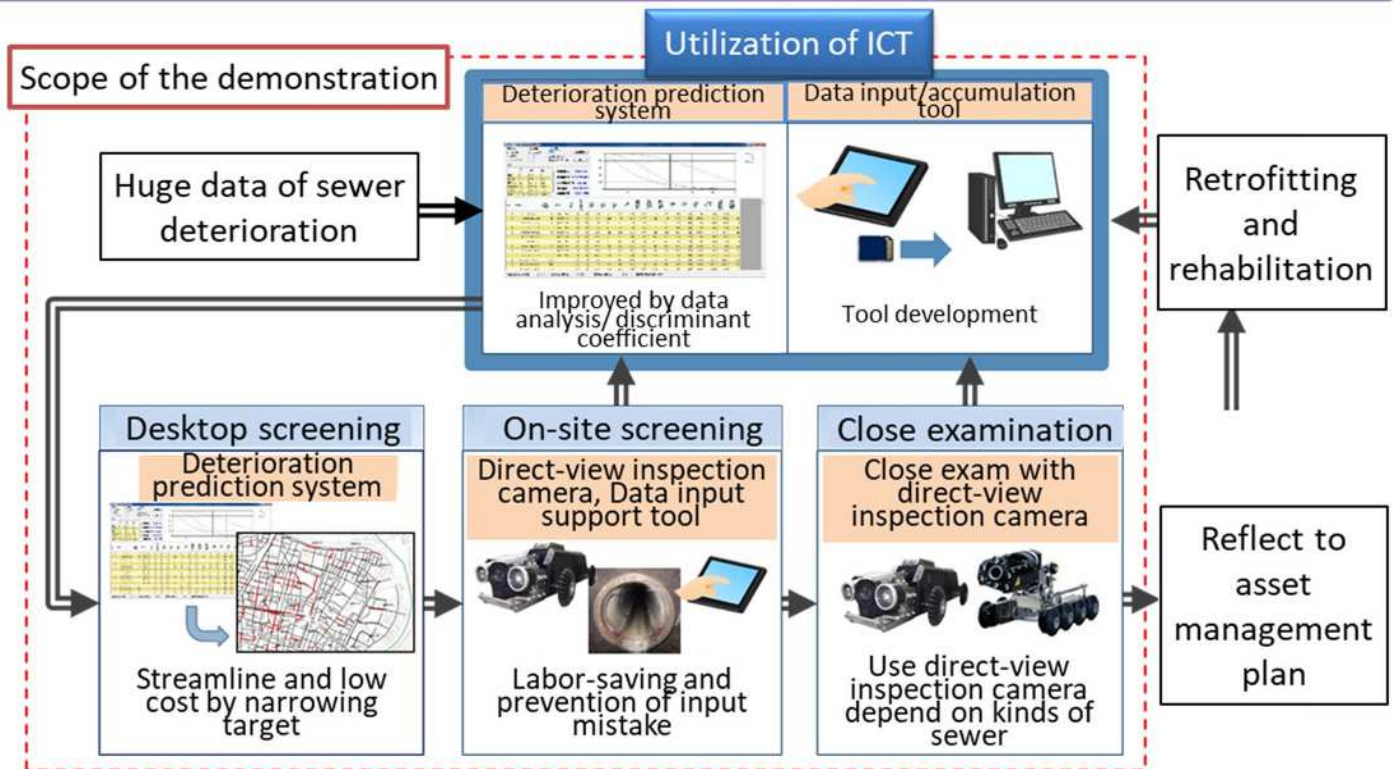 Utilization of ICT
Scope of the demonstration
Deterioration prediction
system
Improved by data
analysis/ discriminant
coefficient
Data input/accumulation
tool
Tool development
Huge data of sewer
deterioration
Retrofitting
and
rehabilitation
Desktop screening
Deterioration
prediction system
Streamline and low
cost by narrowing
target
On-site screening
Direct-view inspection
camera, Data input
support tool
Labor-saving and
prevention of input
mistake
Close examination
Close exam with
direct-view
inspection camera
Use direct-view
inspection camera
depend on kinds of
sewer
Reflect to
asset
management
plan